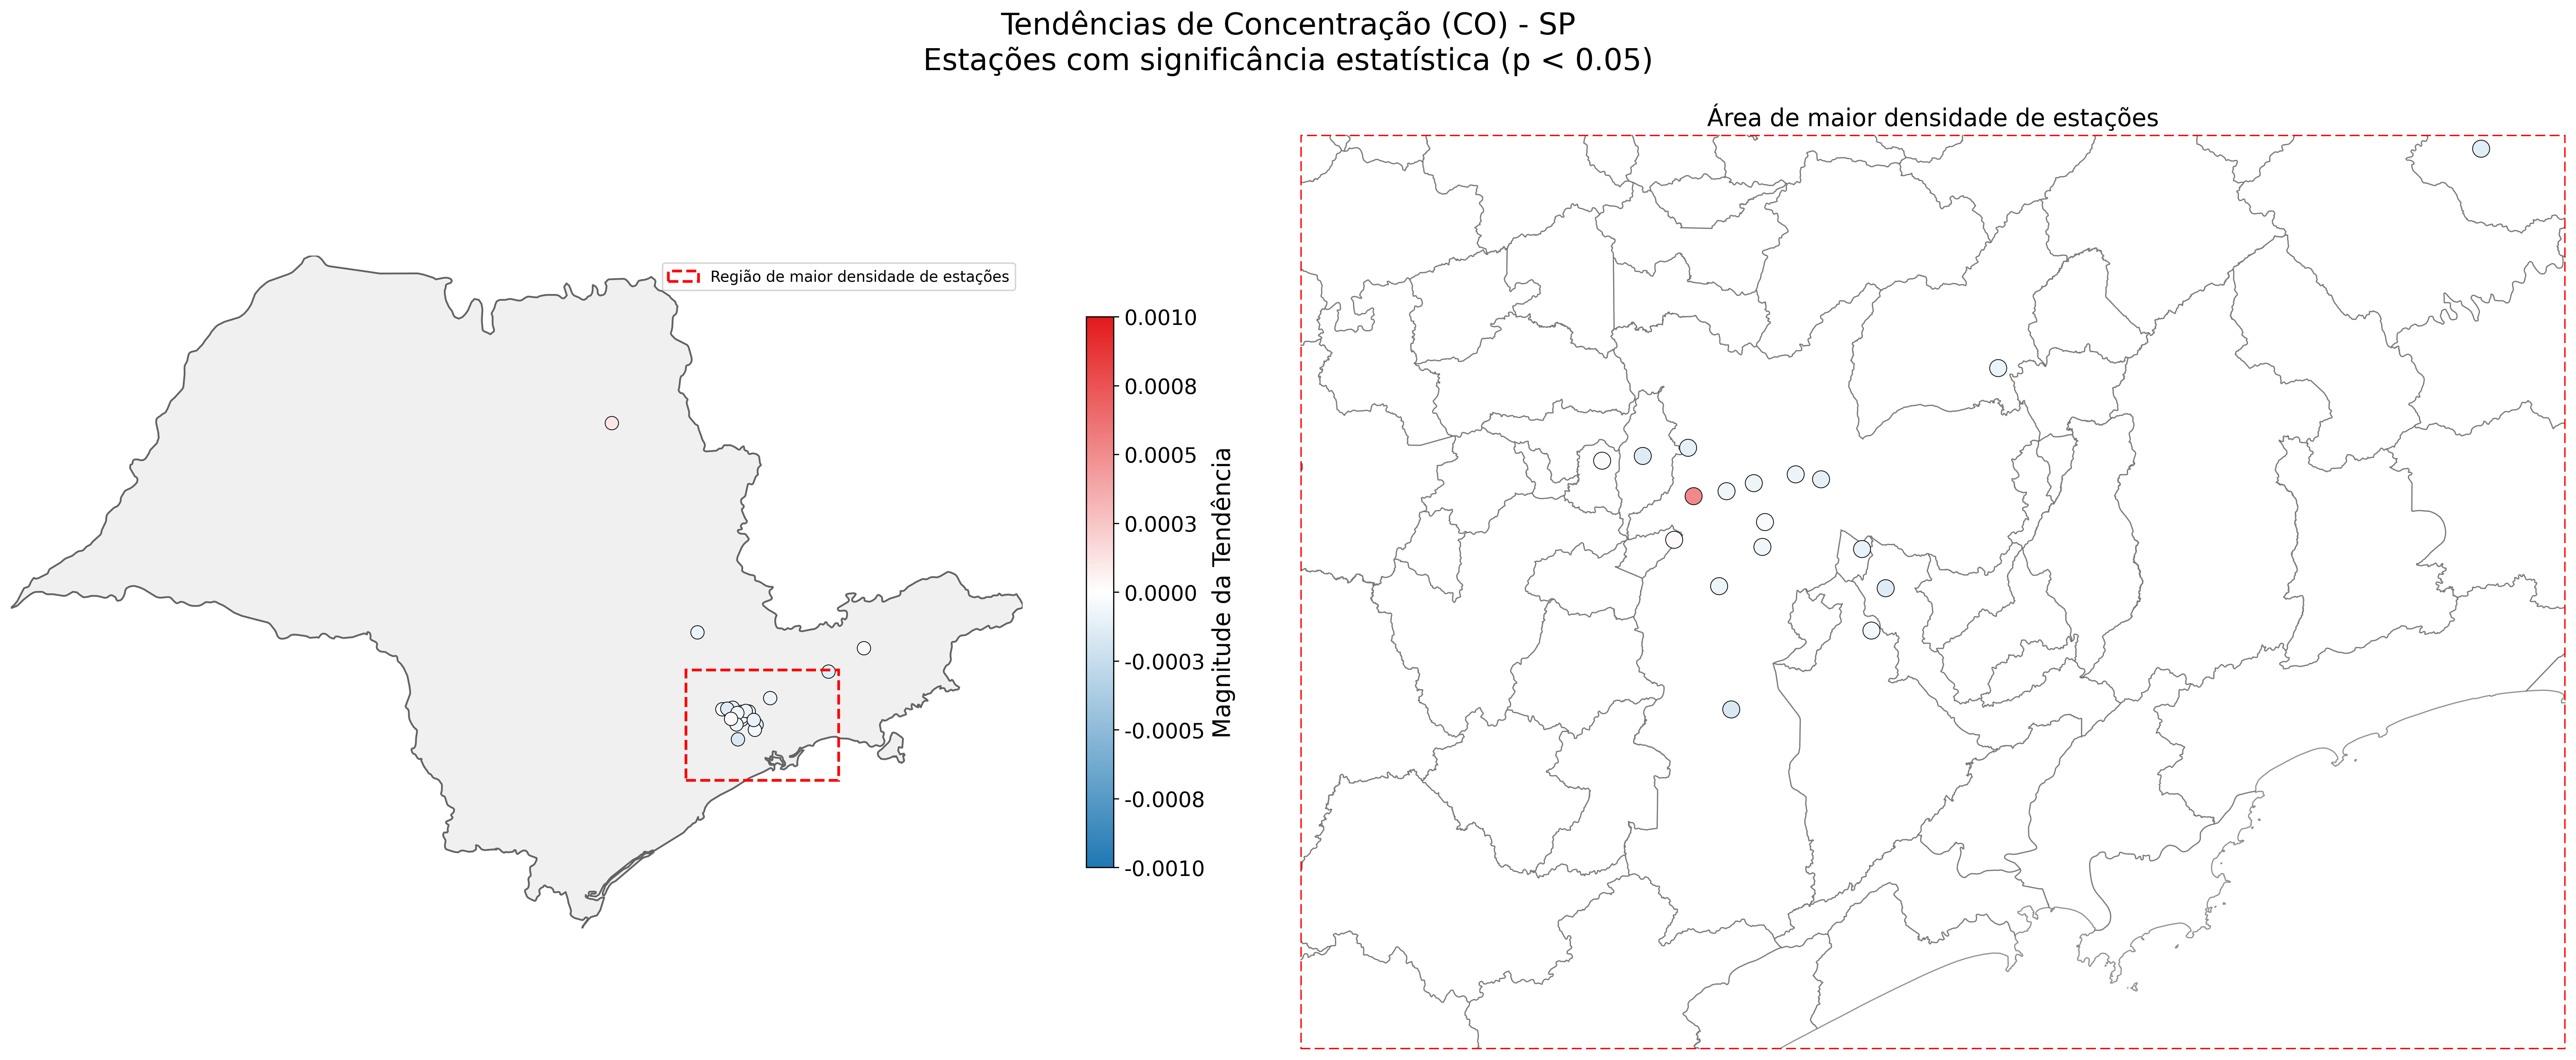 Tendências de Concentração (CO) - SP
Estações com significância estatística (p < 0.05)
Área de maior densidade de estações
Região de maior densidade de estações
0.0010
0.0008
0.0005
0.0003
0.0000
-0.0003
-0.0005
-0.0008
-0.0010
Magnitude da Tendência